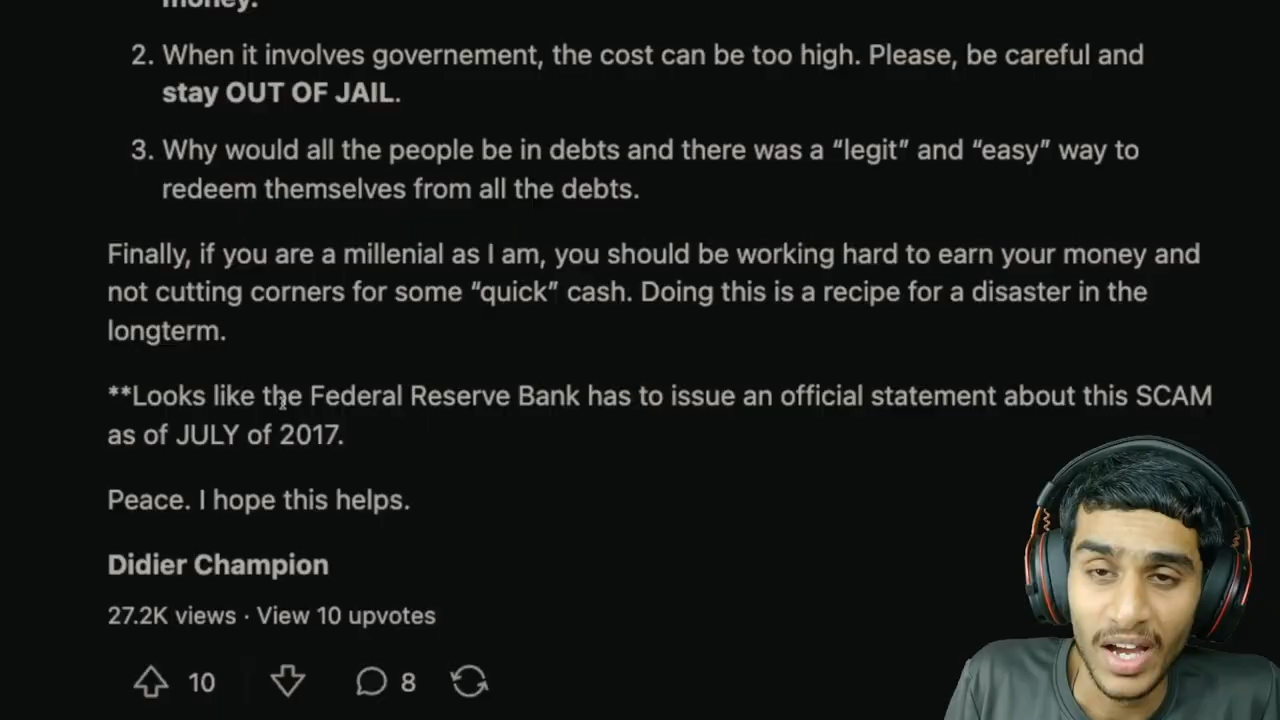 money.
2. When it involves governement, the cost can be too high. Please, be careful and
stay OUT OF JAIL.
3. Why would all the people be in debts and there was a “legit” and “easy” way to
redeem themselves from all the debts.
Finally, if you are a millenial as I am, you should be working hard to earn your money and
not cutting corners for some “quick” cash. Doing this is a recipe for a disaster in the
longterm.
**Looks like the Federal Reserve Bank has to issue an official statement about this SCAM
as of JULY of 2017.
Peace. I hope this helps.
Didier Champion
27.2K views · View 10 upvotes
10 8